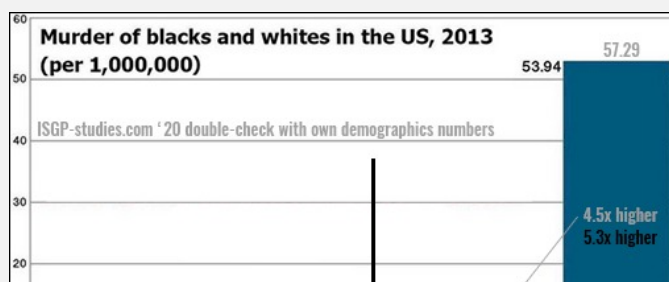 60
Murder of blacks and whites in the US, 2013
(per 1,000,000)
57.29
53.94
50
ISGP-studies.com ‘20 double-check with own demographics numbers
40
30
4.5x higher
5.3x higher
20